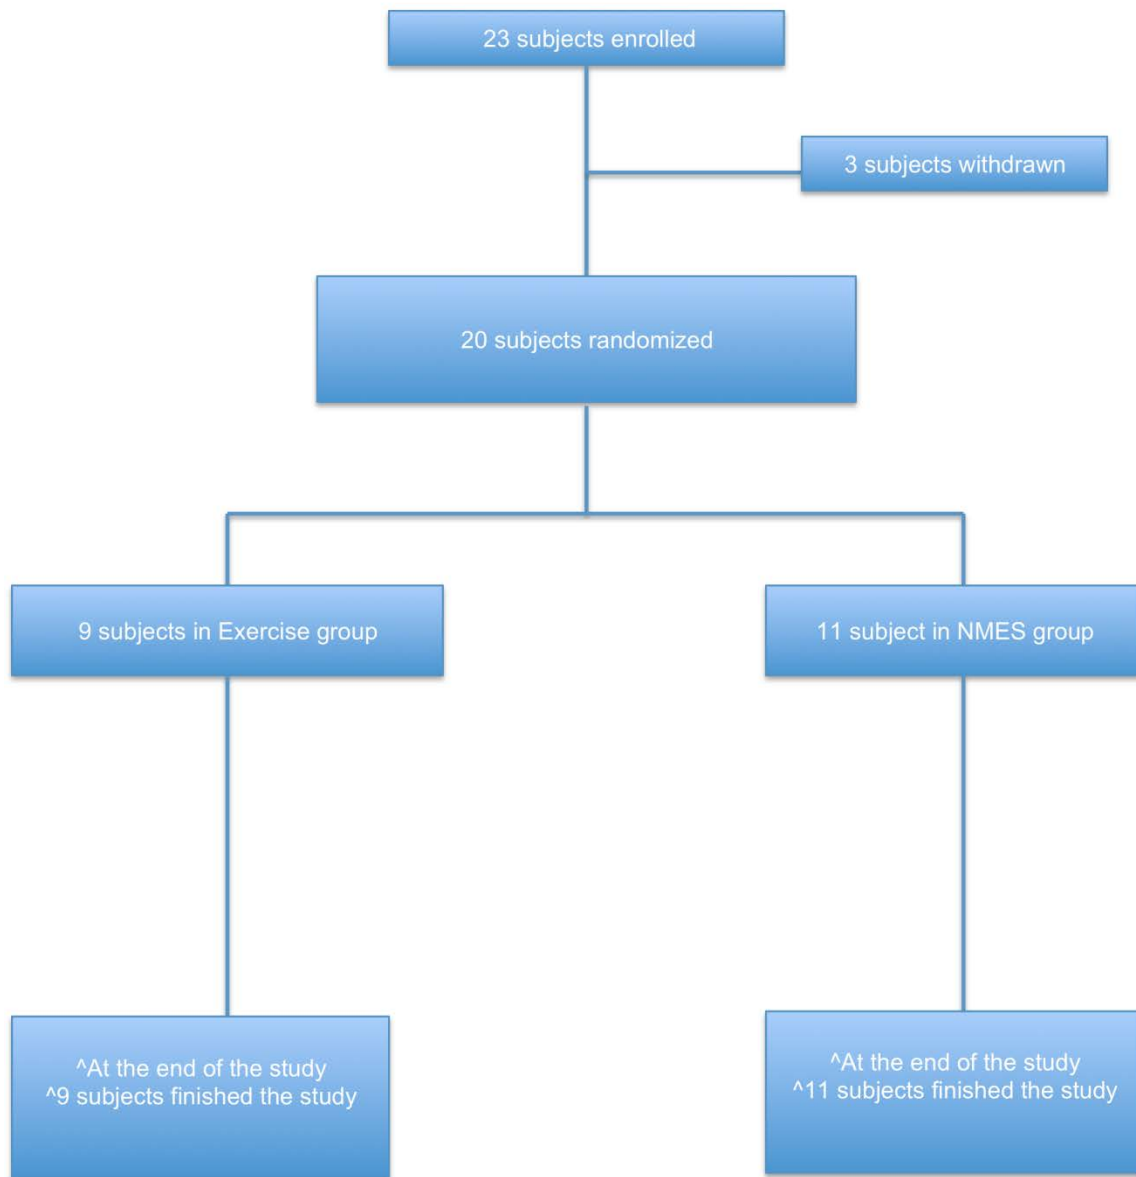 23 subjects enrolled
3 subjects withdrawn
20 subjects randomized
9 subjects in Exercise group
11 subject in NMES group
^At the end of the study
^9 subjects finished the study
^At the end of the study
^11 subjects finished the study